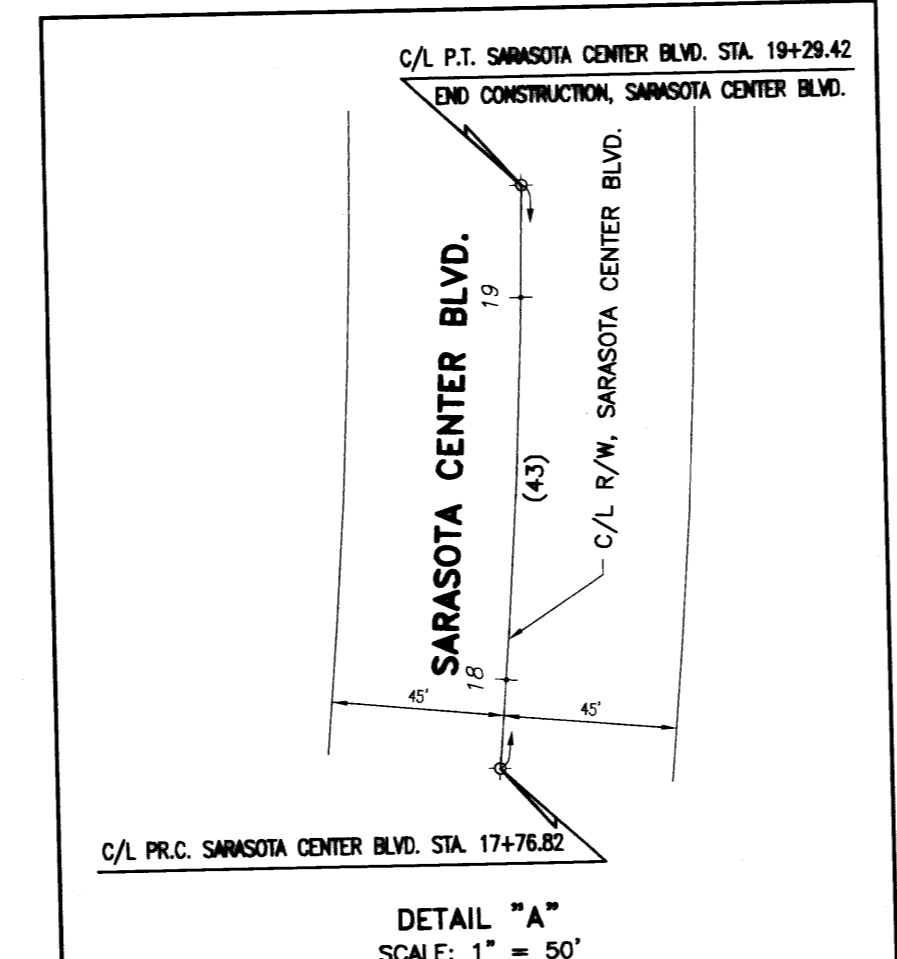 C/L P.T. SARASOTA CENTER BLVD. STA. 19+29.42
END CONSTRUCTION, SARASOTA CENTER BLVD.
SARASOTA CENTER BLVD.
19
(43)
C/L R/W, SARASOTA CENTER BLVD.
18
45'
45'
C/L PR.C. SARASOTA CENTER BLVD. STA. 17+76.82
DETAIL "A"
SCALE: 1" = 50'